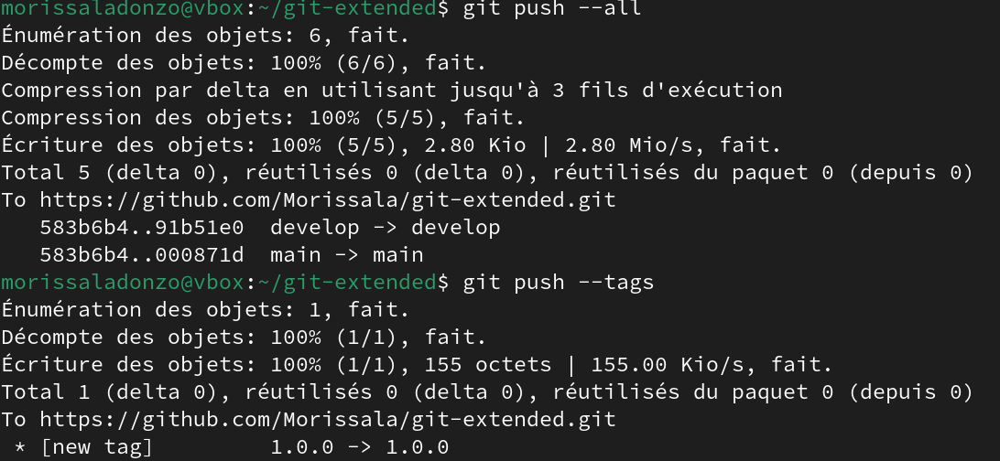 morissaladonzo@vbox:~/git-extended$ git push --all
Énumération des objets: 6, fait.
Décompte des objets: 100% (6/6), fait.
Compression par delta en utilisant jusqu'à 3 fils d'exécution
Compression des objets: 100% (5/5), fait.
Écriture des objets: 100% (5/5), 2.80 Kio | 2.80 Mio/s, fait.
Total 5 (delta 0), réutilisés 0 (delta 0), réutilisés du paquet 0 (depuis 0)
To https://github.com/Morissala/git-extended.git
   583b6b4..91b51e0  develop -> develop
   583b6b4..000871d  main -> main
morissaladonzo@vbox:~/git-extended$ git push --tags
Énumération des objets: 1, fait.
Décompte des objets: 100% (1/1), fait.
Écriture des objets: 100% (1/1), 155 octets | 155.00 Kio/s, fait.
Total 1 (delta 0), réutilisés 0 (delta 0), réutilisés du paquet 0 (depuis 0)
To https://github.com/Morissala/git-extended.git
 * [new tag]         1.0.0 -> 1.0.0